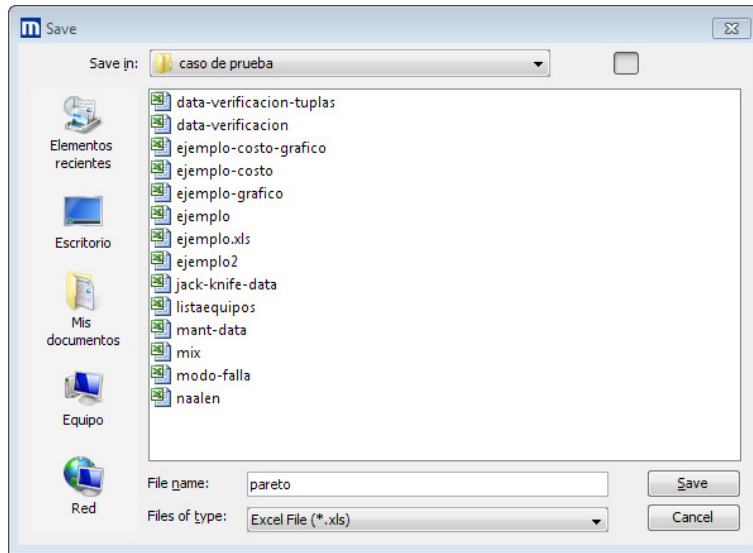 m Save
Save in: caso de prueba
Elementos
recientes
Escritorio
Mis
documentos
Equipo
Red
data-verificacion-tuplas
data-verificacion
ejemplo-costo-grafico
ejemplo-costo
ejemplo-grafico
ejemplo
ejemplo.xls
ejemplo2
jack-knife-data
listaequipos
mant-data
mix
modo-falla
naalen
File name: pareto Save
Files of type: Excel File (*.xls) Cancel